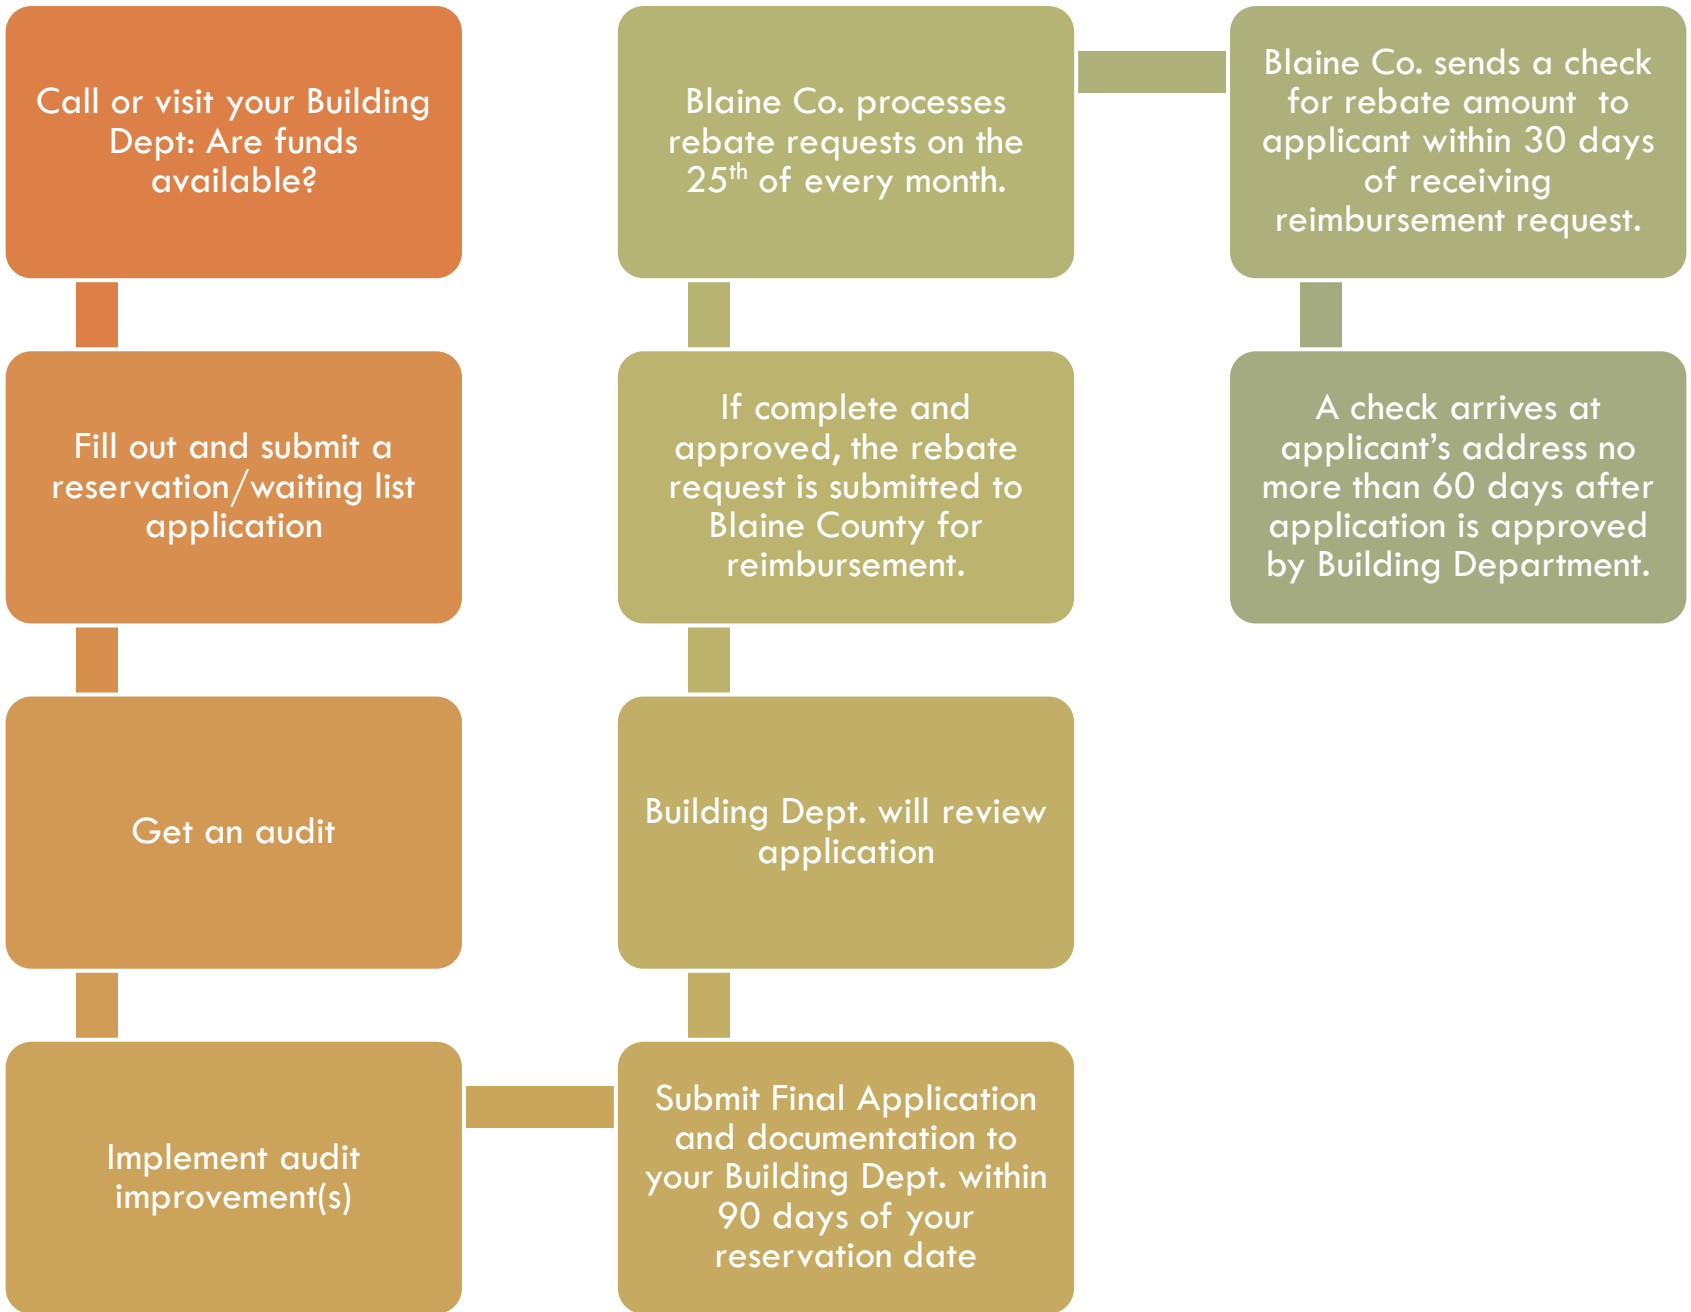 Call or visit your Building
Dept: Are funds
available?
Fill out and submit a
reservation/waiting list
application
Get an audit
Implement audit
improvement(s)
Submit Final Application
and documentation to
your Building Dept. within
90 days of your
reservation date
Building Dept. will review
application
If complete and
approved, the rebate
request is submitted to
Blaine County for
reimbursement.
Blaine Co. processes
rebate requests on the
25th of every month.
Blaine Co. sends a check
for rebate amount to
applicant within 30 days
of receiving
reimbursement request.
A check arrives at
applicant’s address no
more than 60 days after
application is approved
by Building Department.